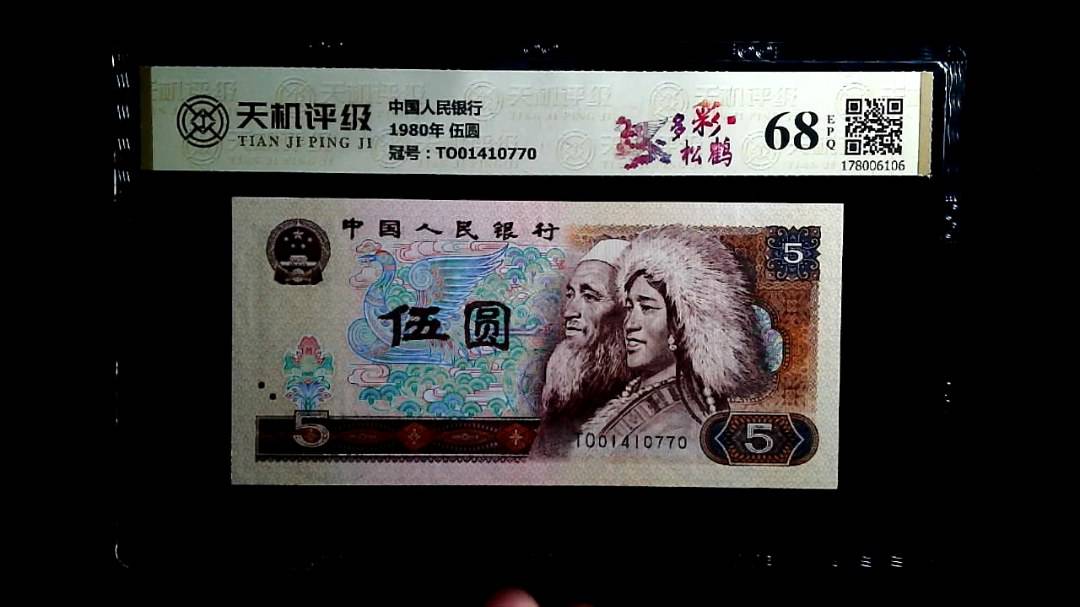 天机评级
TIAN JI PING JI
中国人民银行
1980年 伍圆
冠号：TO01410770
多彩
松鹤
68
EPQ
178006106
中国人民银行
5
伍圆
5
TO01410770
5